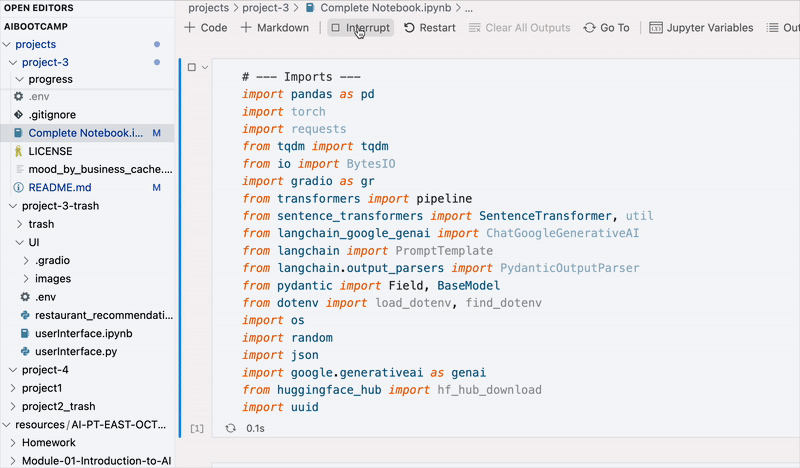 OPEN EDITORS
AIBOOTCAMP
projects
project-3
progress
.env
.gitignore
Complete Notebook.i... M
LICENSE
mood_by_business_cache....
README.md M
project-3-trash
trash
UI
.gradio
images
.env
restaurant_recommendati...
userInterface.ipynb
userInterface.py
project-4
project1
project2_trash
resources / AI-PT-EAST-OCT...
Homework
Module-01-Introduction-to-AI
projects > project-3 > Complete Notebook.ipynb > ...
+ Code + Markdown Interrupt Restart Clear All Outputs Go To Jupyter Variables Out
# --- Imports ---
import pandas as pd
import torch
import requests
from tqdm import tqdm
from io import BytesIO
import gradio as gr
from transformers import pipeline
from sentence_transformers import SentenceTransformer, util
from langchain_google_genai import ChatGoogleGenerativeAI
from langchain import PromptTemplate
from langchain.output_parsers import PydanticOutputParser
from pydantic import Field, BaseModel
from dotenv import load_dotenv, find_dotenv
import os
import random
import json
import google.generativeai as genai
from huggingface_hub import hf_hub_download
import uuid
[1] 0.1s